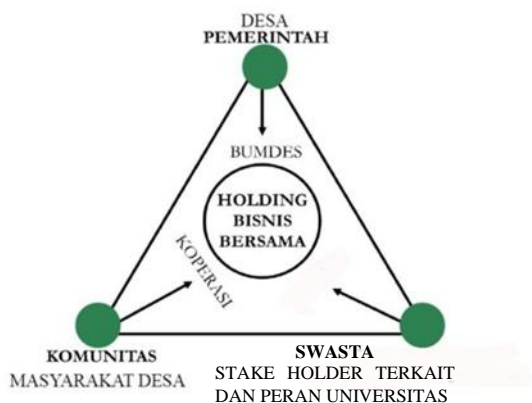 DESA
PEMERINTAH
BUMDES
HOLDING
BISNIS
BERSAMA
KOPERASI
KOMUNITAS
MASYARAKAT DESA
SWASTA
STAKE HOLDER TERKAIT
DAN PERAN UNIVERSITAS